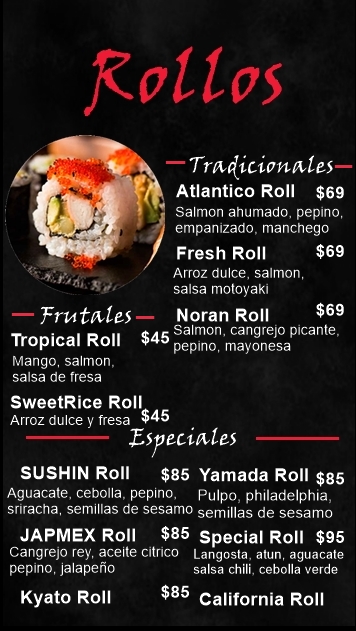 Rollos
Tradicionales
Atlantico Roll $69
Salmon ahumado, pepino,
empanizado, manchego
Fresh Roll $69
Arroz dulce, salmon,
salsa motoyaki
Noran Roll $69
Salmon, cangrejo picante,
pepino, mayonesa
Frutales
Tropical Roll $45
Mango, salmon,
salsa de fresa
SweetRice Roll
Arroz dulce y fresa $45
Especiales
SUSHIN Roll $85
Aguacate, cebolla, pepino,
sriracha, semillas de sesamo
JAPMEX Roll $85
Cangrejo rey, aceite citrico
pepino, jalapeño
Kyato Roll $85
Yamada Roll $85
Pulpo, philadelphia,
semillas de sesamo
Special Roll $95
Langosta, atun, aguacate
salsa chili, cebolla verde
California Roll